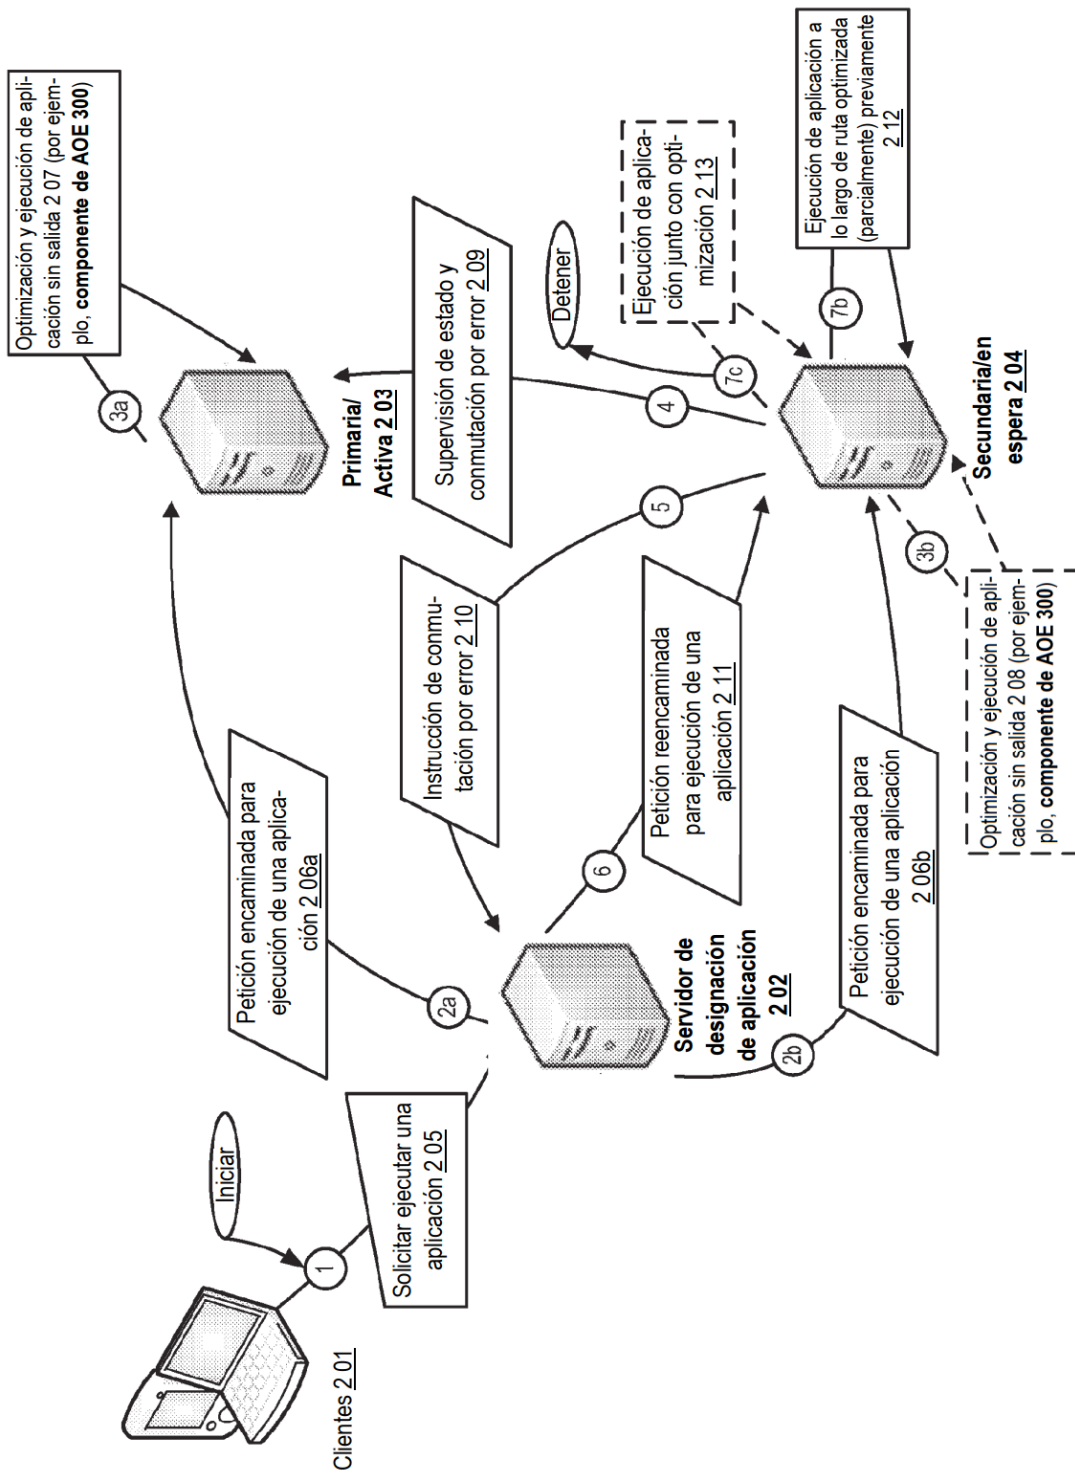 Clientes 2 01
Iniciar
1
Solicitar ejecutar una
aplicación 2 05
Servidor de
designación
de aplicación
2 02
2a
Petición encaminada para
ejecución de una aplica-
ción 2 06a
2b
Petición encaminada para
ejecución de una aplicación
2 06b
Primaria/
Activa 2 03
3a
Optimización y ejecución de apli-
cación sin salida 2 07 (por ejem-
plo, componente de AOE 300)
3b
Optimización y ejecución de apli-
cación sin salida 2 08 (por ejem-
plo, componente de AOE 300)
Secundaria/en
espera 2 04
4
Supervisión de estado y
conmutación por error 2 09
5
Instrucción de conmu-
tación por error 2 10
6
Petición reencaminada
para ejecución de una
aplicación 2 11
7b
Ejecución de aplicación a
lo largo de ruta optimizada
(parcialmente) previamente
2 12
7c
Ejecución de aplica-
ción junto con opti-
mización 2 13
Detener